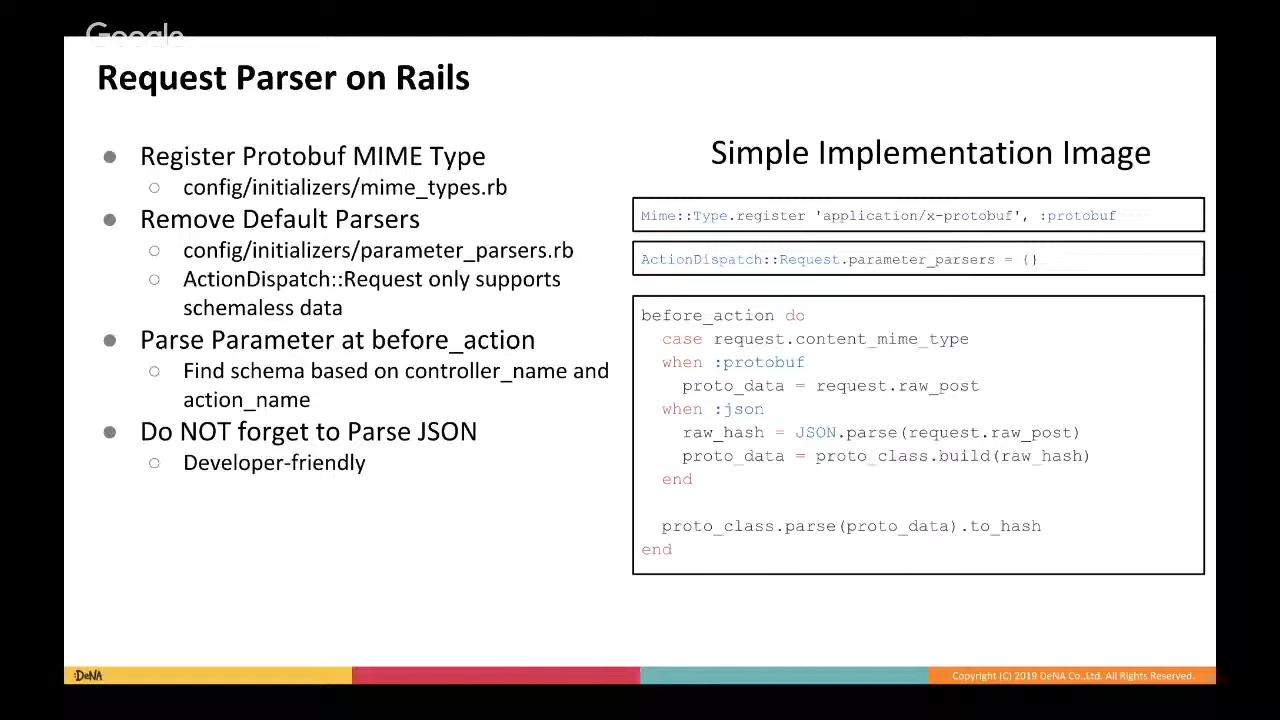 Google
Request Parser on Rails
● Register Protobuf MIME Type
○ config/initializers/mime_types.rb
● Remove Default Parsers
○ config/initializers/parameter_parsers.rb
○ ActionDispatch::Request only supports
schemaless data
● Parse Parameter at before_action
○ Find schema based on controller_name and
action_name
● Do NOT forget to Parse JSON
○ Developer-friendly
Simple Implementation Image
Mime::Type.register 'application/x-protobuf', :protobuf
ActionDispatch::Request.parameter_parsers = {}
before_action do
  case request.content_mime_type
  when :protobuf
    proto_data = request.raw_post
  when :json
    raw_hash = JSON.parse(request.raw_post)
    proto_data = proto_class.build(raw_hash)
  end
  proto_class.parse(proto_data).to_hash
end
:DeNA
Copyright (C) 2019 DeNA Co.,Ltd. All Rights Reserved.